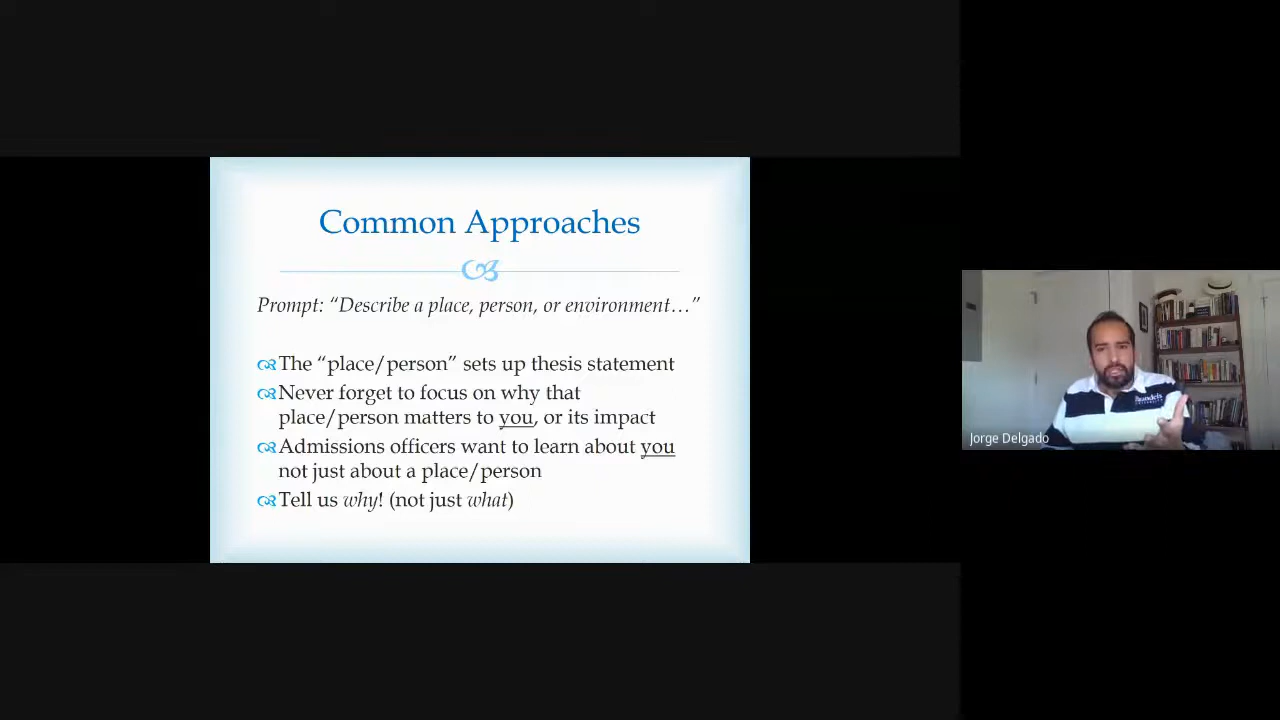 Common Approaches
Prompt: “Describe a place, person, or environment…”
The “place/person” sets up thesis statement
Never forget to focus on why that
place/person matters to you, or its impact
Admissions officers want to learn about you
not just about a place/person
Tell us why! (not just what)
Jorge Delgado